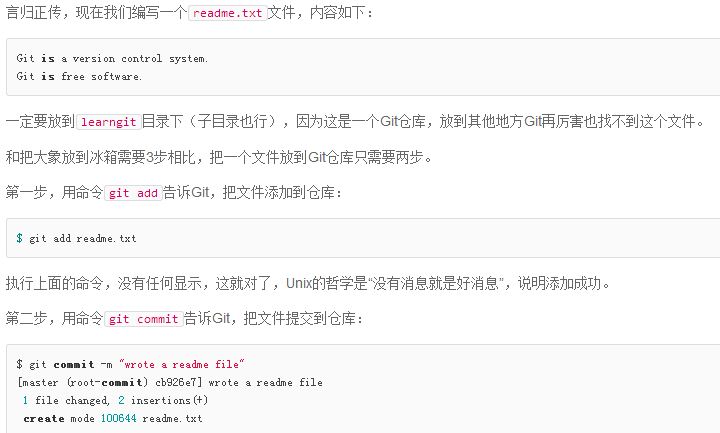 言归正传，现在我们编写一个readme.txt文件，内容如下：
Git is a version control system.
Git is free software.
一定要放到learngit目录下（子目录也行），因为这是一个Git仓库，放到其他地方Git再厉害也找不到这个文件。
和把大象放到冰箱需要3步相比，把一个文件放到Git仓库只需要两步。
第一步，用命令git add告诉Git，把文件添加到仓库：
$ git add readme.txt
执行上面的命令，没有任何显示，这就对了，Unix的哲学是“没有消息就是好消息”，说明添加成功。
第二步，用命令git commit告诉Git，把文件提交到仓库：
$ git commit -m "wrote a readme file"
[master (root-commit) cb926e7] wrote a readme file
1 file changed, 2 insertions(+)
create mode 100644 readme.txt